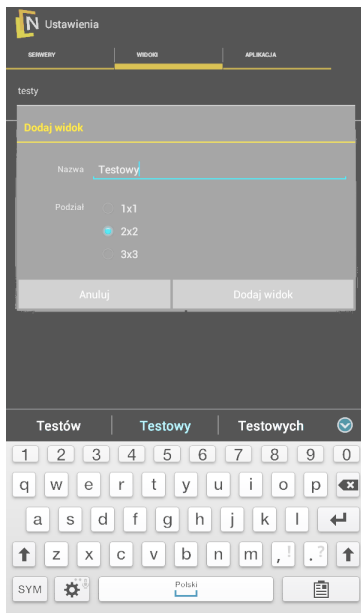 N Ustawienia
SERWERY WIDOKI APLIKACJA
testy
Dodaj widok
Nazwa Testowy
Podział 1x1
2x2
3x3
Anuluj Dodaj widok
Testów Testowy Testowych
1 2 3 4 5 6 7 8 9 0
q w e r t y u i o p
a s d f g h j k l
z x c v b n m , ! . ?
SYM Polski